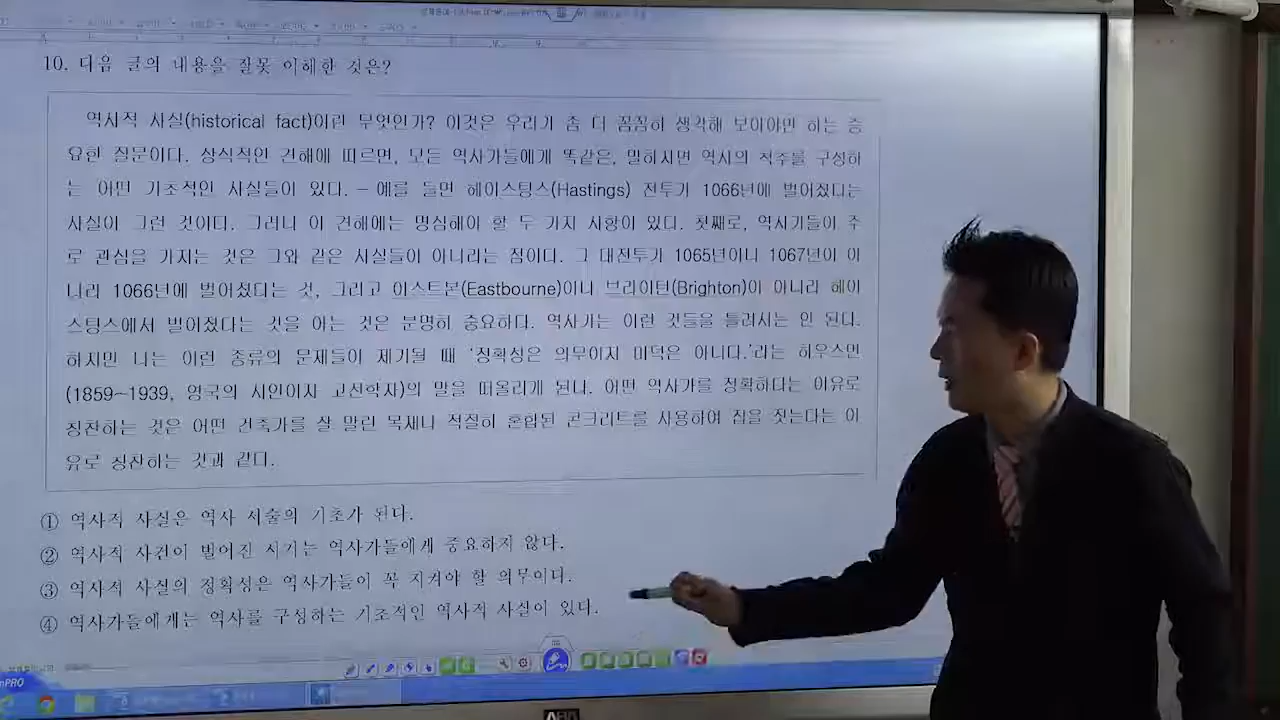 10. 다음 글의 내용을 잘못 이해한 것은?
역사적 사실(historical fact)이란 무엇인가? 이것은 우리가 좀 더 꼼꼼히 생각해 보아야만 하는 중
요한 질문이다. 상식적인 견해에 따르면, 모든 역사가들에게 똑같은, 말하자면 역사의 척추를 구성하
는 어떤 기초적인 사실들이 있다. – 예를 들면 헤이스팅스(Hastings) 전투가 1066년에 벌어졌다는
사실이 그런 것이다. 그러나 이 견해에는 명심해야 할 두 가지 사항이 있다. 첫째로, 역사가들이 주
로 관심을 가지는 것은 그와 같은 사실들이 아니라는 점이다. 그 대전투가 1065년이나 1067년이 아
니라 1066년에 벌어졌다는 것, 그리고 이스트본(Eastbourne)이나 브라이턴(Brighton)이 아니라 헤이
스팅스에서 벌어졌다는 것을 아는 것은 분명히 중요하다. 역사가는 이런 것들을 틀려서는 안 된다.
하지만 나는 이런 종류의 문제들이 제기될 때 '정확성은 의무이지 미덕은 아니다.'라는 하우스먼
(1859~1939, 영국의 시인이자 고전학자)의 말을 떠올리게 된다. 어떤 역사가를 정확하다는 이유로
칭찬하는 것은 어떤 건축가를 잘 말린 목재나 적절히 혼합된 콘크리트를 사용하여 집을 짓는다는 이
유로 칭찬하는 것과 같다.
① 역사적 사실은 역사 서술의 기초가 된다.
② 역사적 사건이 벌어진 시기는 역사가들에게 중요하지 않다.
③ 역사적 사실의 정확성은 역사가들이 꼭 지켜야 할 의무이다.
④ 역사가들에게는 역사를 구성하는 기초적인 역사적 사실이 있다.
nPRO